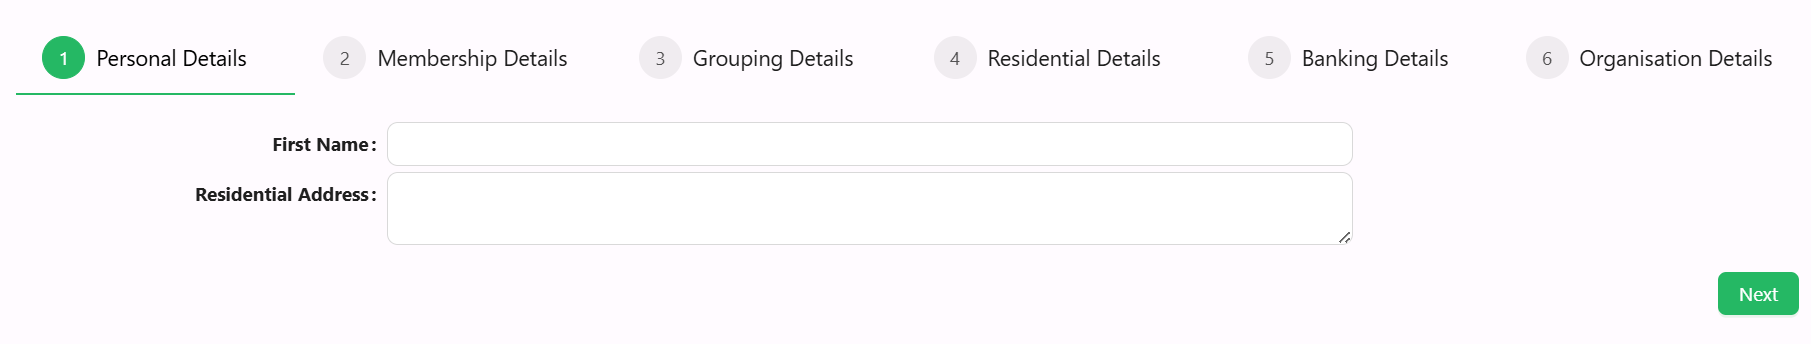 1 Personal Details 2 Membership Details 3 Grouping Details 4 Residential Details 5 Banking Details 6 Organisation Details
First Name:
Residential Address:
Next